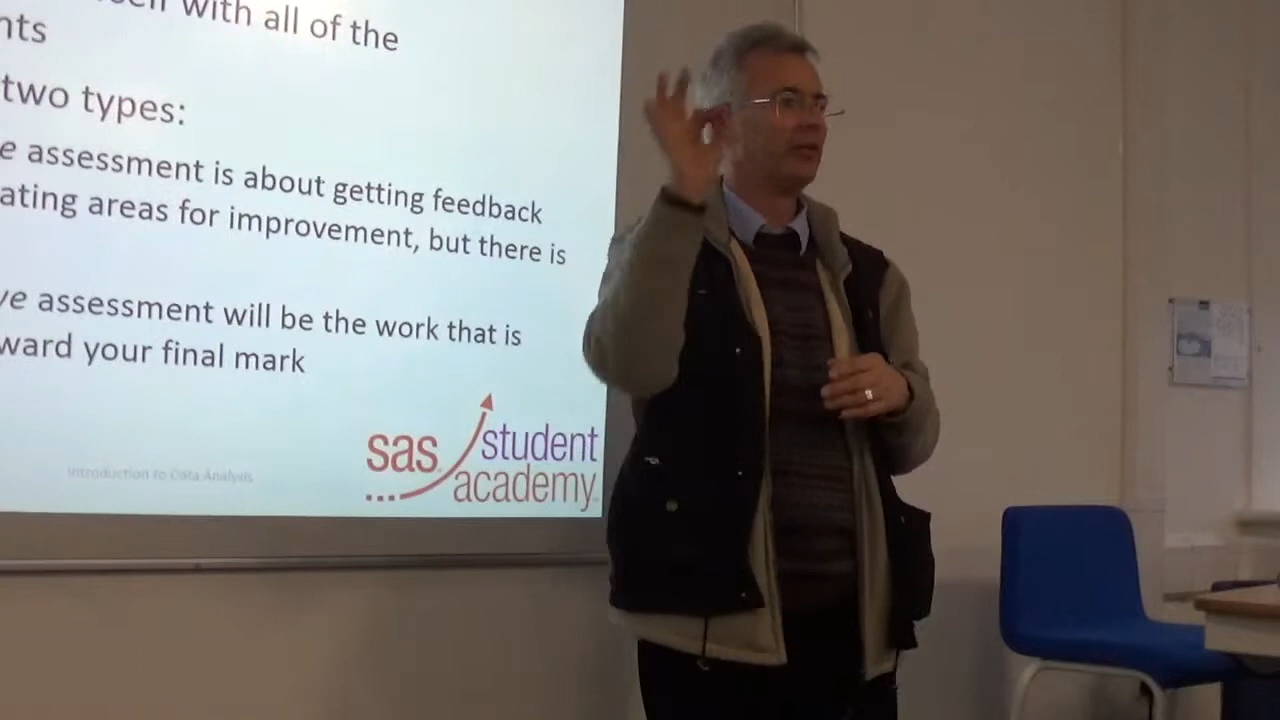 with all of the
nts
two types:
e assessment is about getting feedback
ating areas for improvement, but there is
ve assessment will be the work that is
ward your final mark
sas student
academy
Introduction to Data Analysis